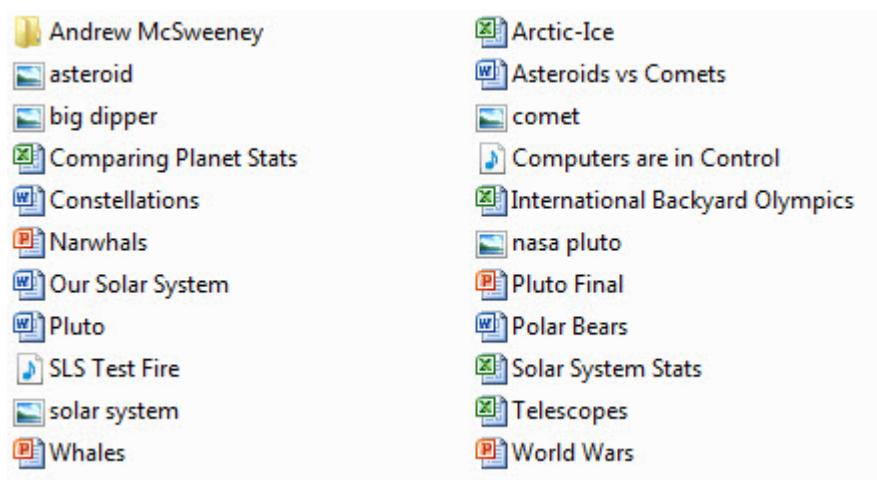 Andrew McSweeney
Arctic-Ice
asteroid
Asteroids vs Comets
big dipper
comet
Comparing Planet Stats
Computers are in Control
Constellations
International Backyard Olympics
Narwhals
nasa pluto
Our Solar System
Pluto Final
Pluto
Polar Bears
SLS Test Fire
Solar System Stats
solar system
Telescopes
Whales
World Wars